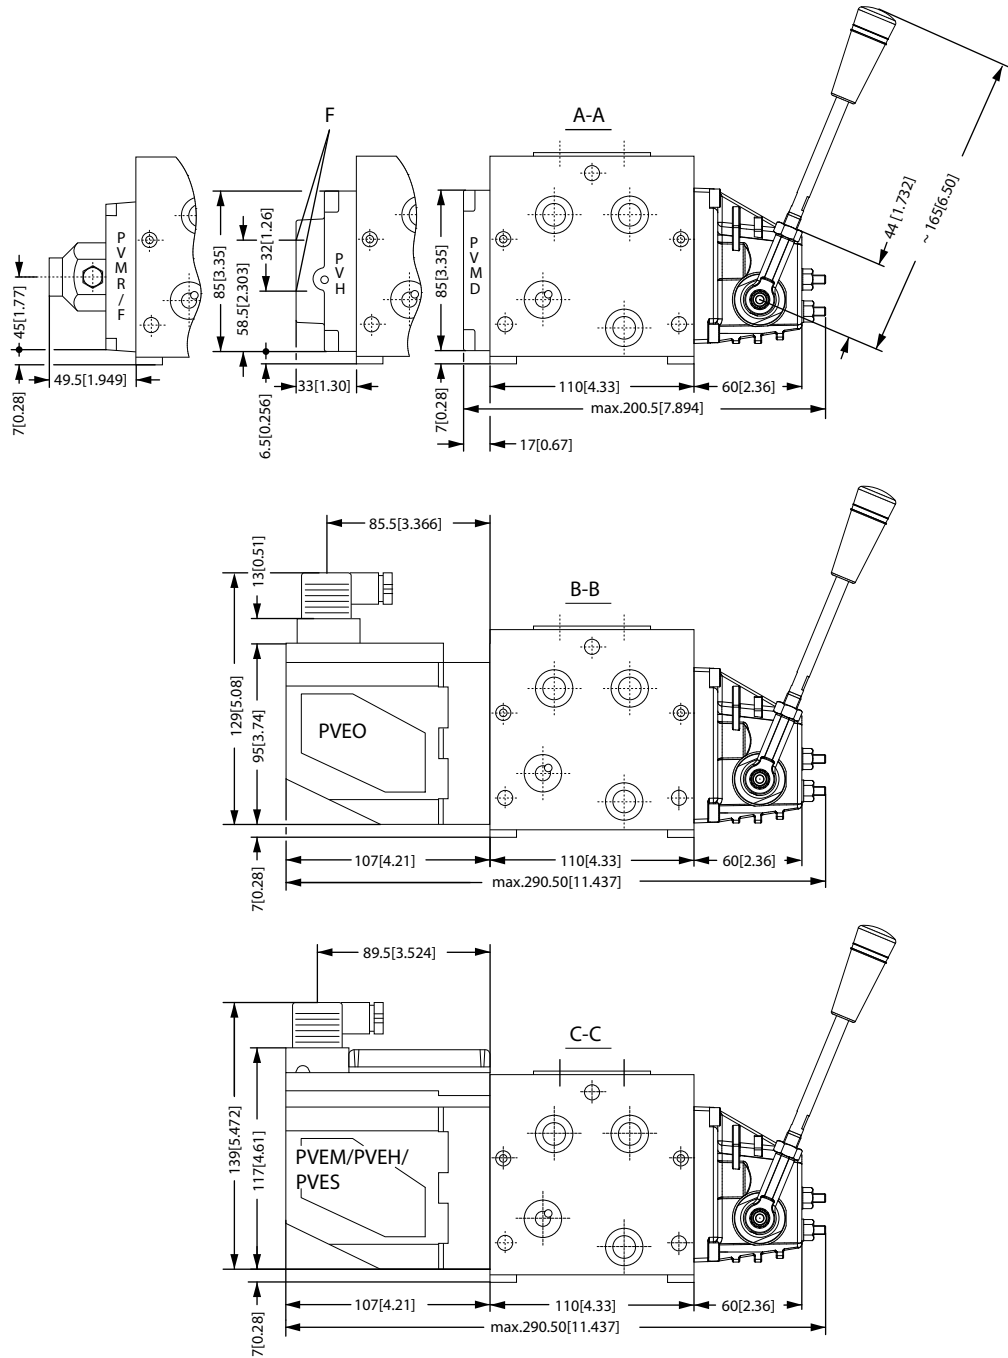 F
A-A
PVMR/F
PVH
PVMD
45[1.77]
7[0.28]
49.5[1.949]
85[3.35]
58.5[2.303]
32[1.26]
6.5[0.256]
33[1.30]
85[3.35]
7[0.28]
110[4.33]
60[2.36]
max.200.5[7.894]
17[0.67]
44 [1.732]
~ 165[6.50]
85.5[3.366]
13[0.51]
B-B
129[5.08]
95[3.74]
PVEO
7[0.28]
107[4.21]
110[4.33]
60[2.36]
max.290.50[11.437]
89.5[3.524]
C-C
139[5.472]
117[4.61]
PVEM/PVEH/
PVES
7[0.28]
107[4.21]
110[4.33]
60[2.36]
max.290.50[11.437]